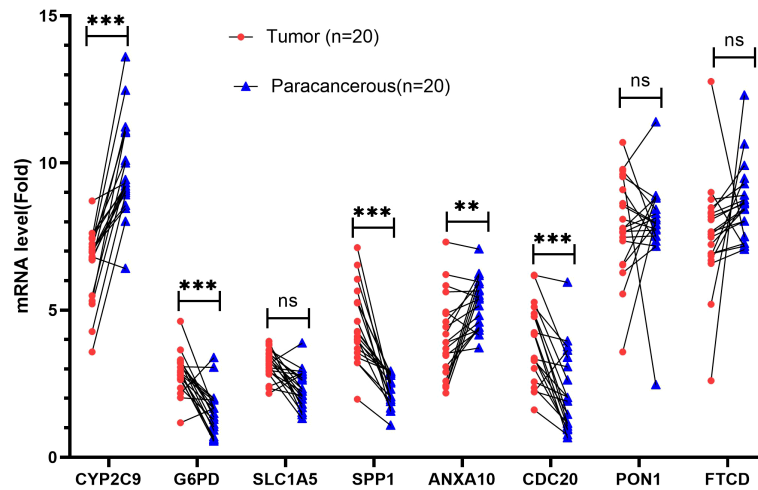 mRNA level(Fold)
15
10
5
0
Tumor (n=20)
Paracancerous(n=20)
***
***
ns
***
**
***
ns
ns
CYP2C9 G6PD SLC1A5 SPP1 ANXA10 CDC20 PON1 FTCD